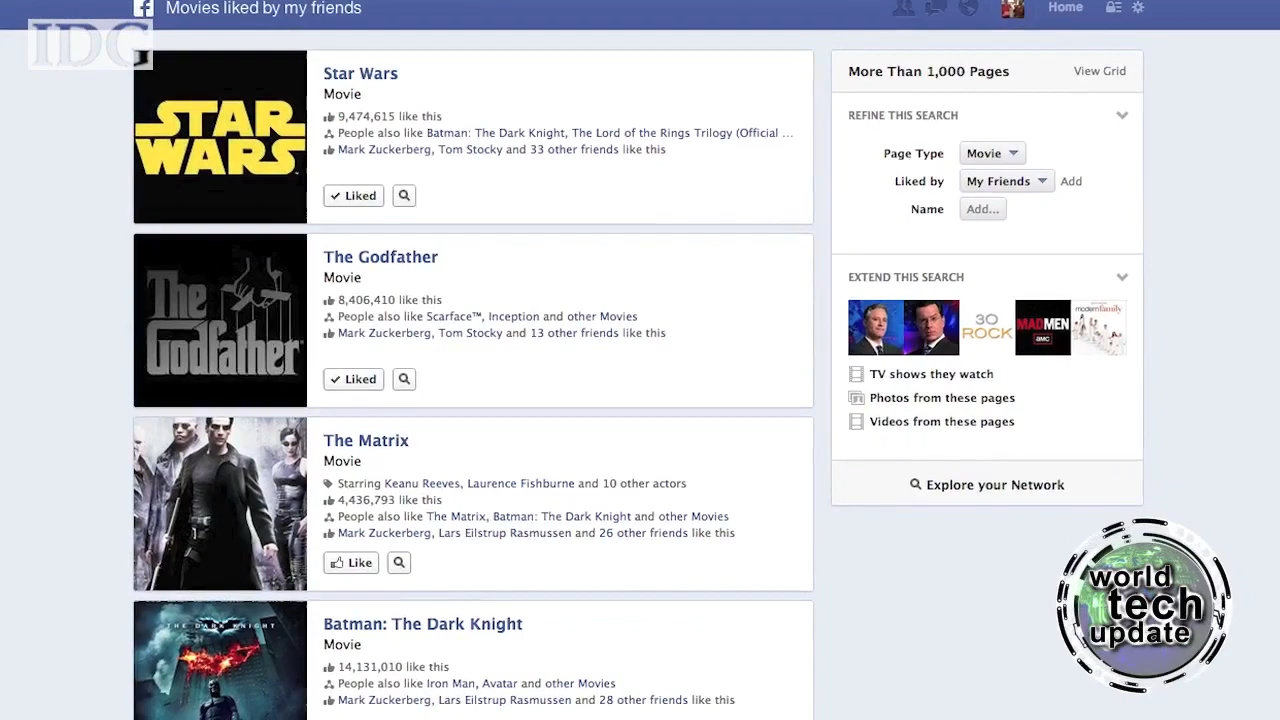 Movies liked by my friends
Home
IDG
STAR
WARS
Star Wars
Movie
9,474,615 like this
People also like Batman: The Dark Knight, The Lord of the Rings Trilogy (Official ...
Mark Zuckerberg, Tom Stocky and 33 other friends like this
Liked
The
Godfather
The Godfather
Movie
8,406,410 like this
People also like Scarface™, Inception and other Movies
Mark Zuckerberg, Tom Stocky and 13 other friends like this
Liked
The Matrix
Movie
Starring Keanu Reeves, Laurence Fishburne and 10 other actors
4,436,793 like this
People also like The Matrix, Batman: The Dark Knight and other Movies
Mark Zuckerberg, Lars Eilstrup Rasmussen and 26 other friends like this
Like
THE DARK KNIGHT
Batman: The Dark Knight
Movie
14,131,010 like this
People also like Iron Man, Avatar and other Movies
Mark Zuckerberg, Lars Eilstrup Rasmussen and 28 other friends like this
More Than 1,000 Pages View Grid
REFINE THIS SEARCH
Page Type Movie
Liked by My Friends Add
Name Add...
EXTEND THIS SEARCH
30
ROCK
MADMEN
amc
modern family
TV shows they watch
Photos from these pages
Videos from these pages
Explore your Network
world
tech
update